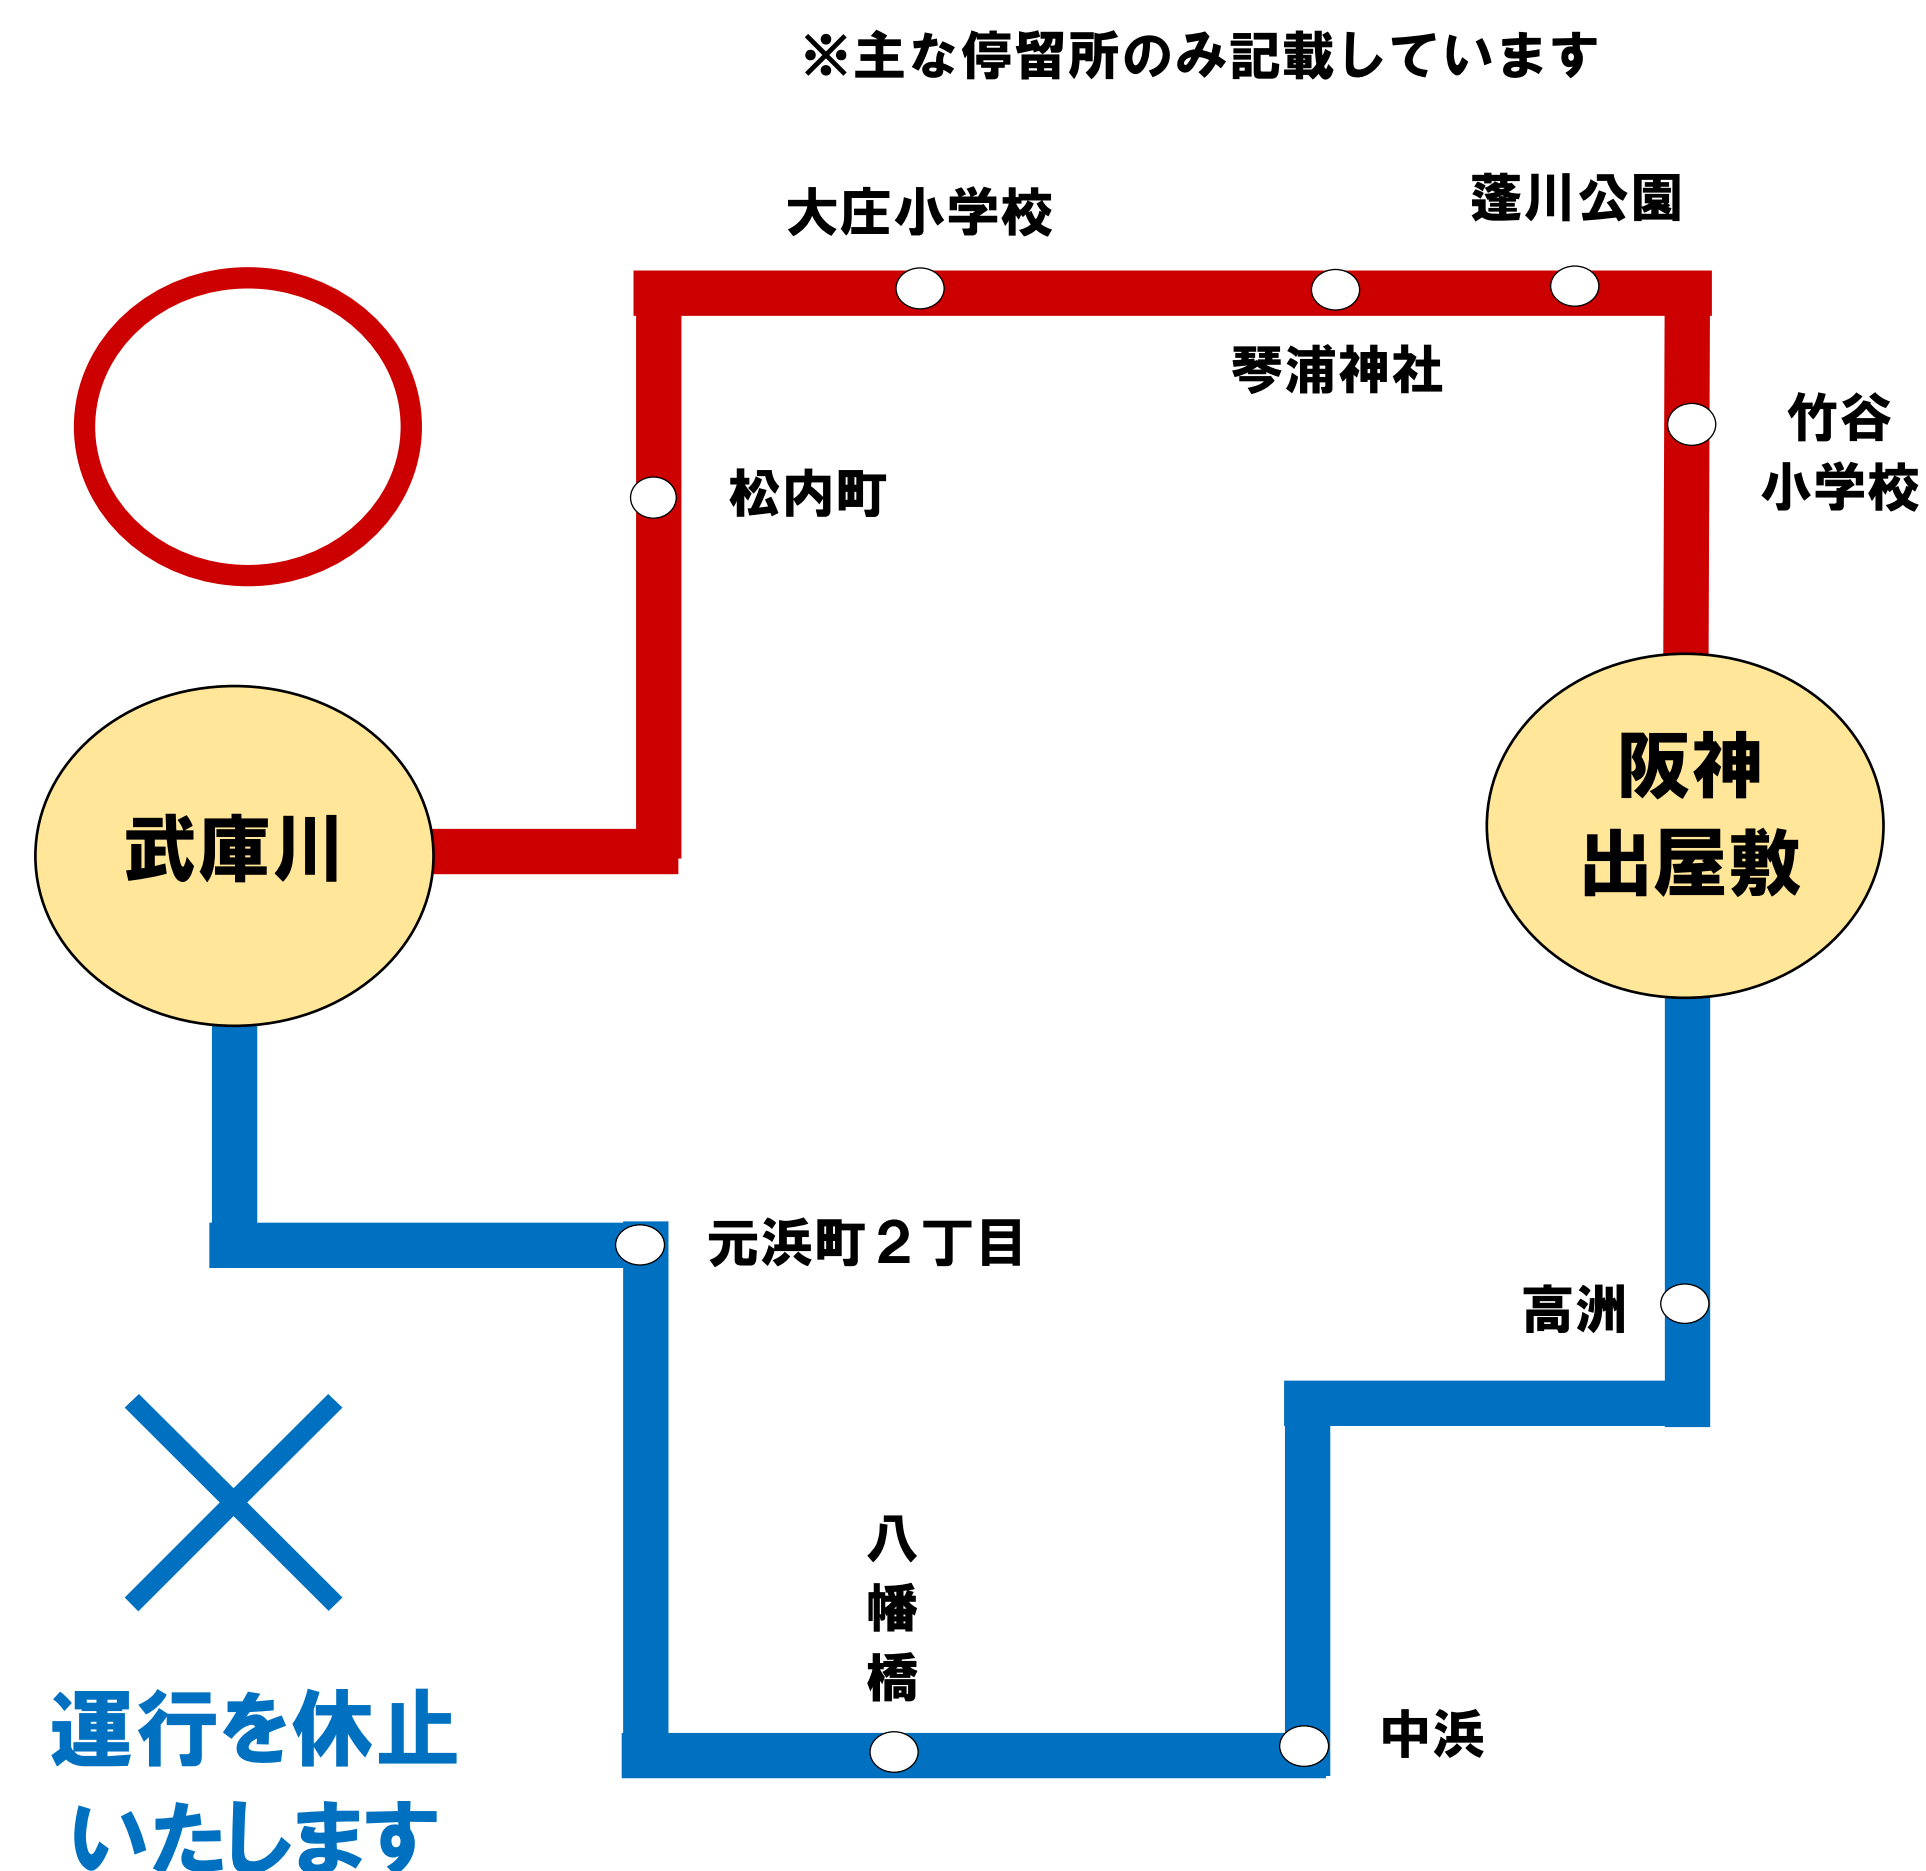 ※主な停留所のみ記載しています
大庄小学校
蓬川公園
琴浦神社
竹谷
小学校
松内町
阪神
出屋敷
武庫川
元浜町２丁目
高洲
八
幡
橋
中浜
運行を休止
いたします